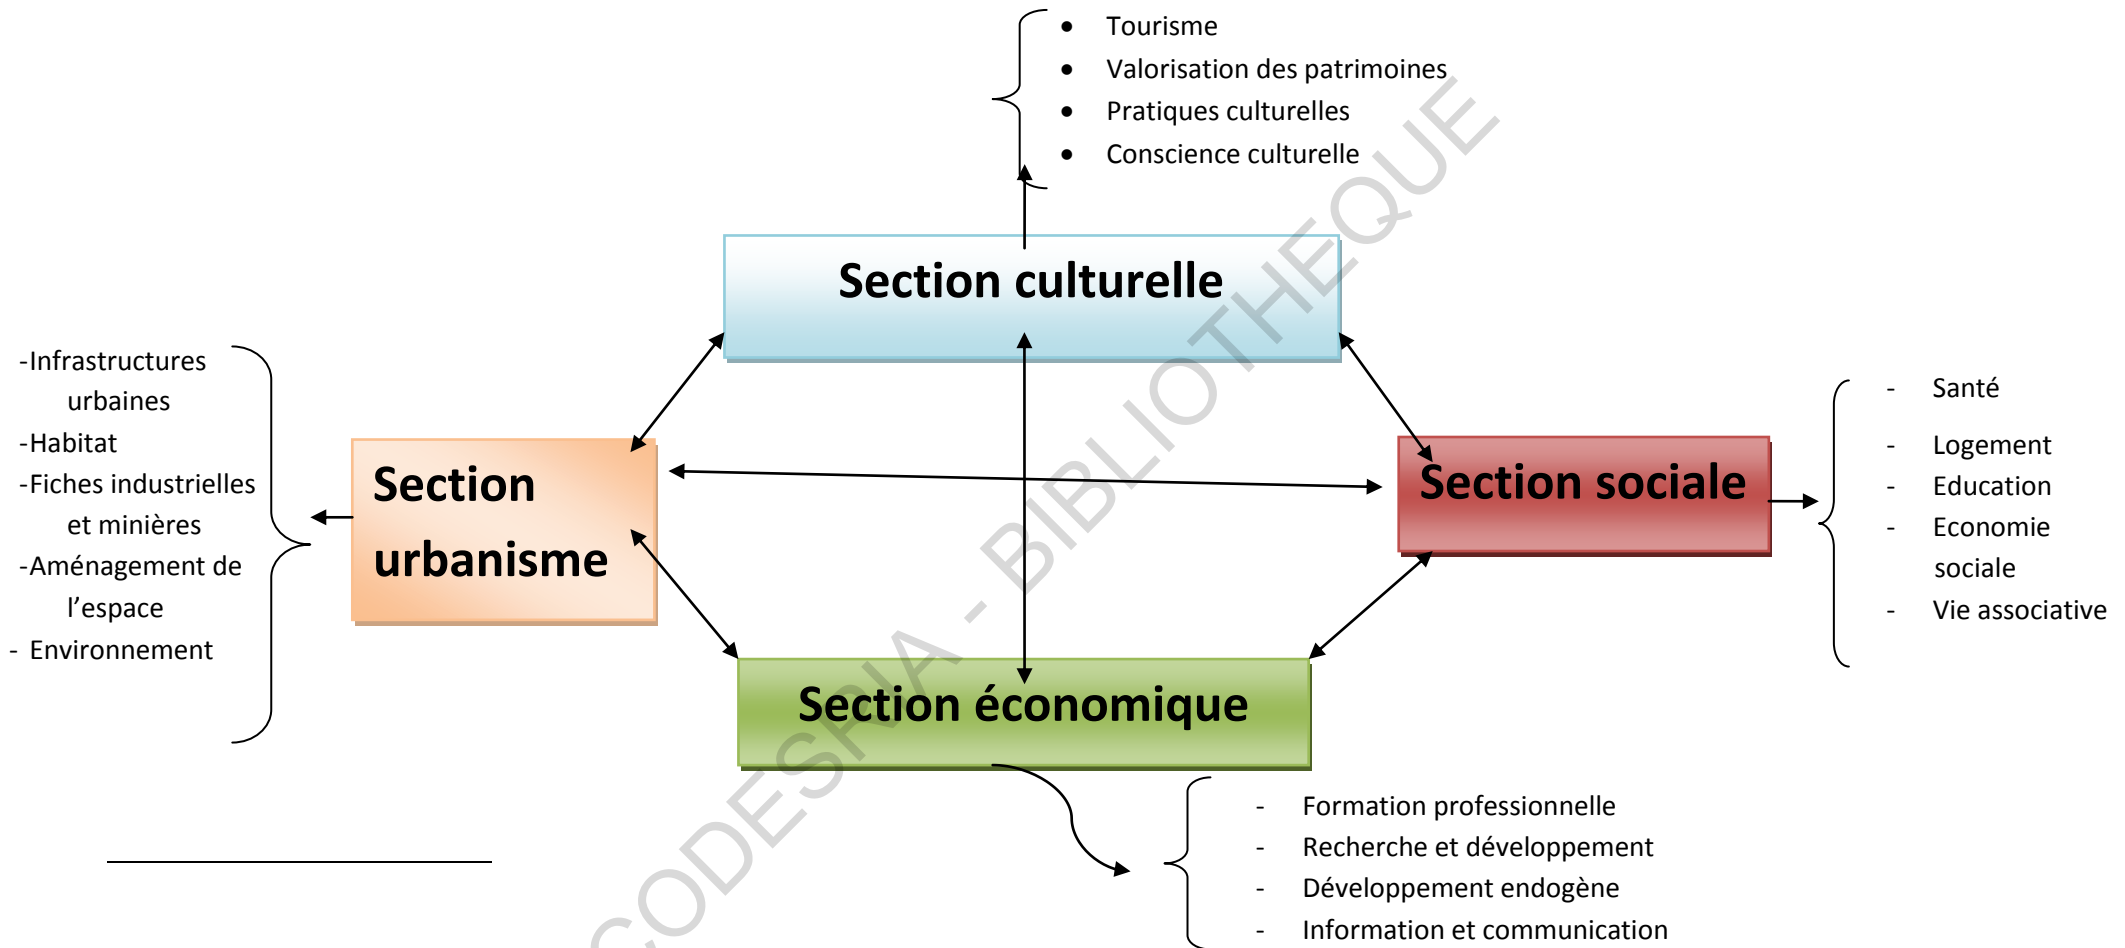 • Tourisme
• Valorisation des patrimoines
• Pratiques culturelles
• Conscience culturelle
Section culturelle
-Infrastructures
urbaines
-Habitat
-Fiches industrielles
et minières
-Aménagement de
l’espace
- Environnement
Section
urbanisme
Section sociale
- Santé
- Logement
- Education
- Economie
sociale
- Vie associative
Section économique
- Formation professionnelle
- Recherche et développement
- Développement endogène
- Information et communication
CODESRIA - BIBLIOTHEQUE